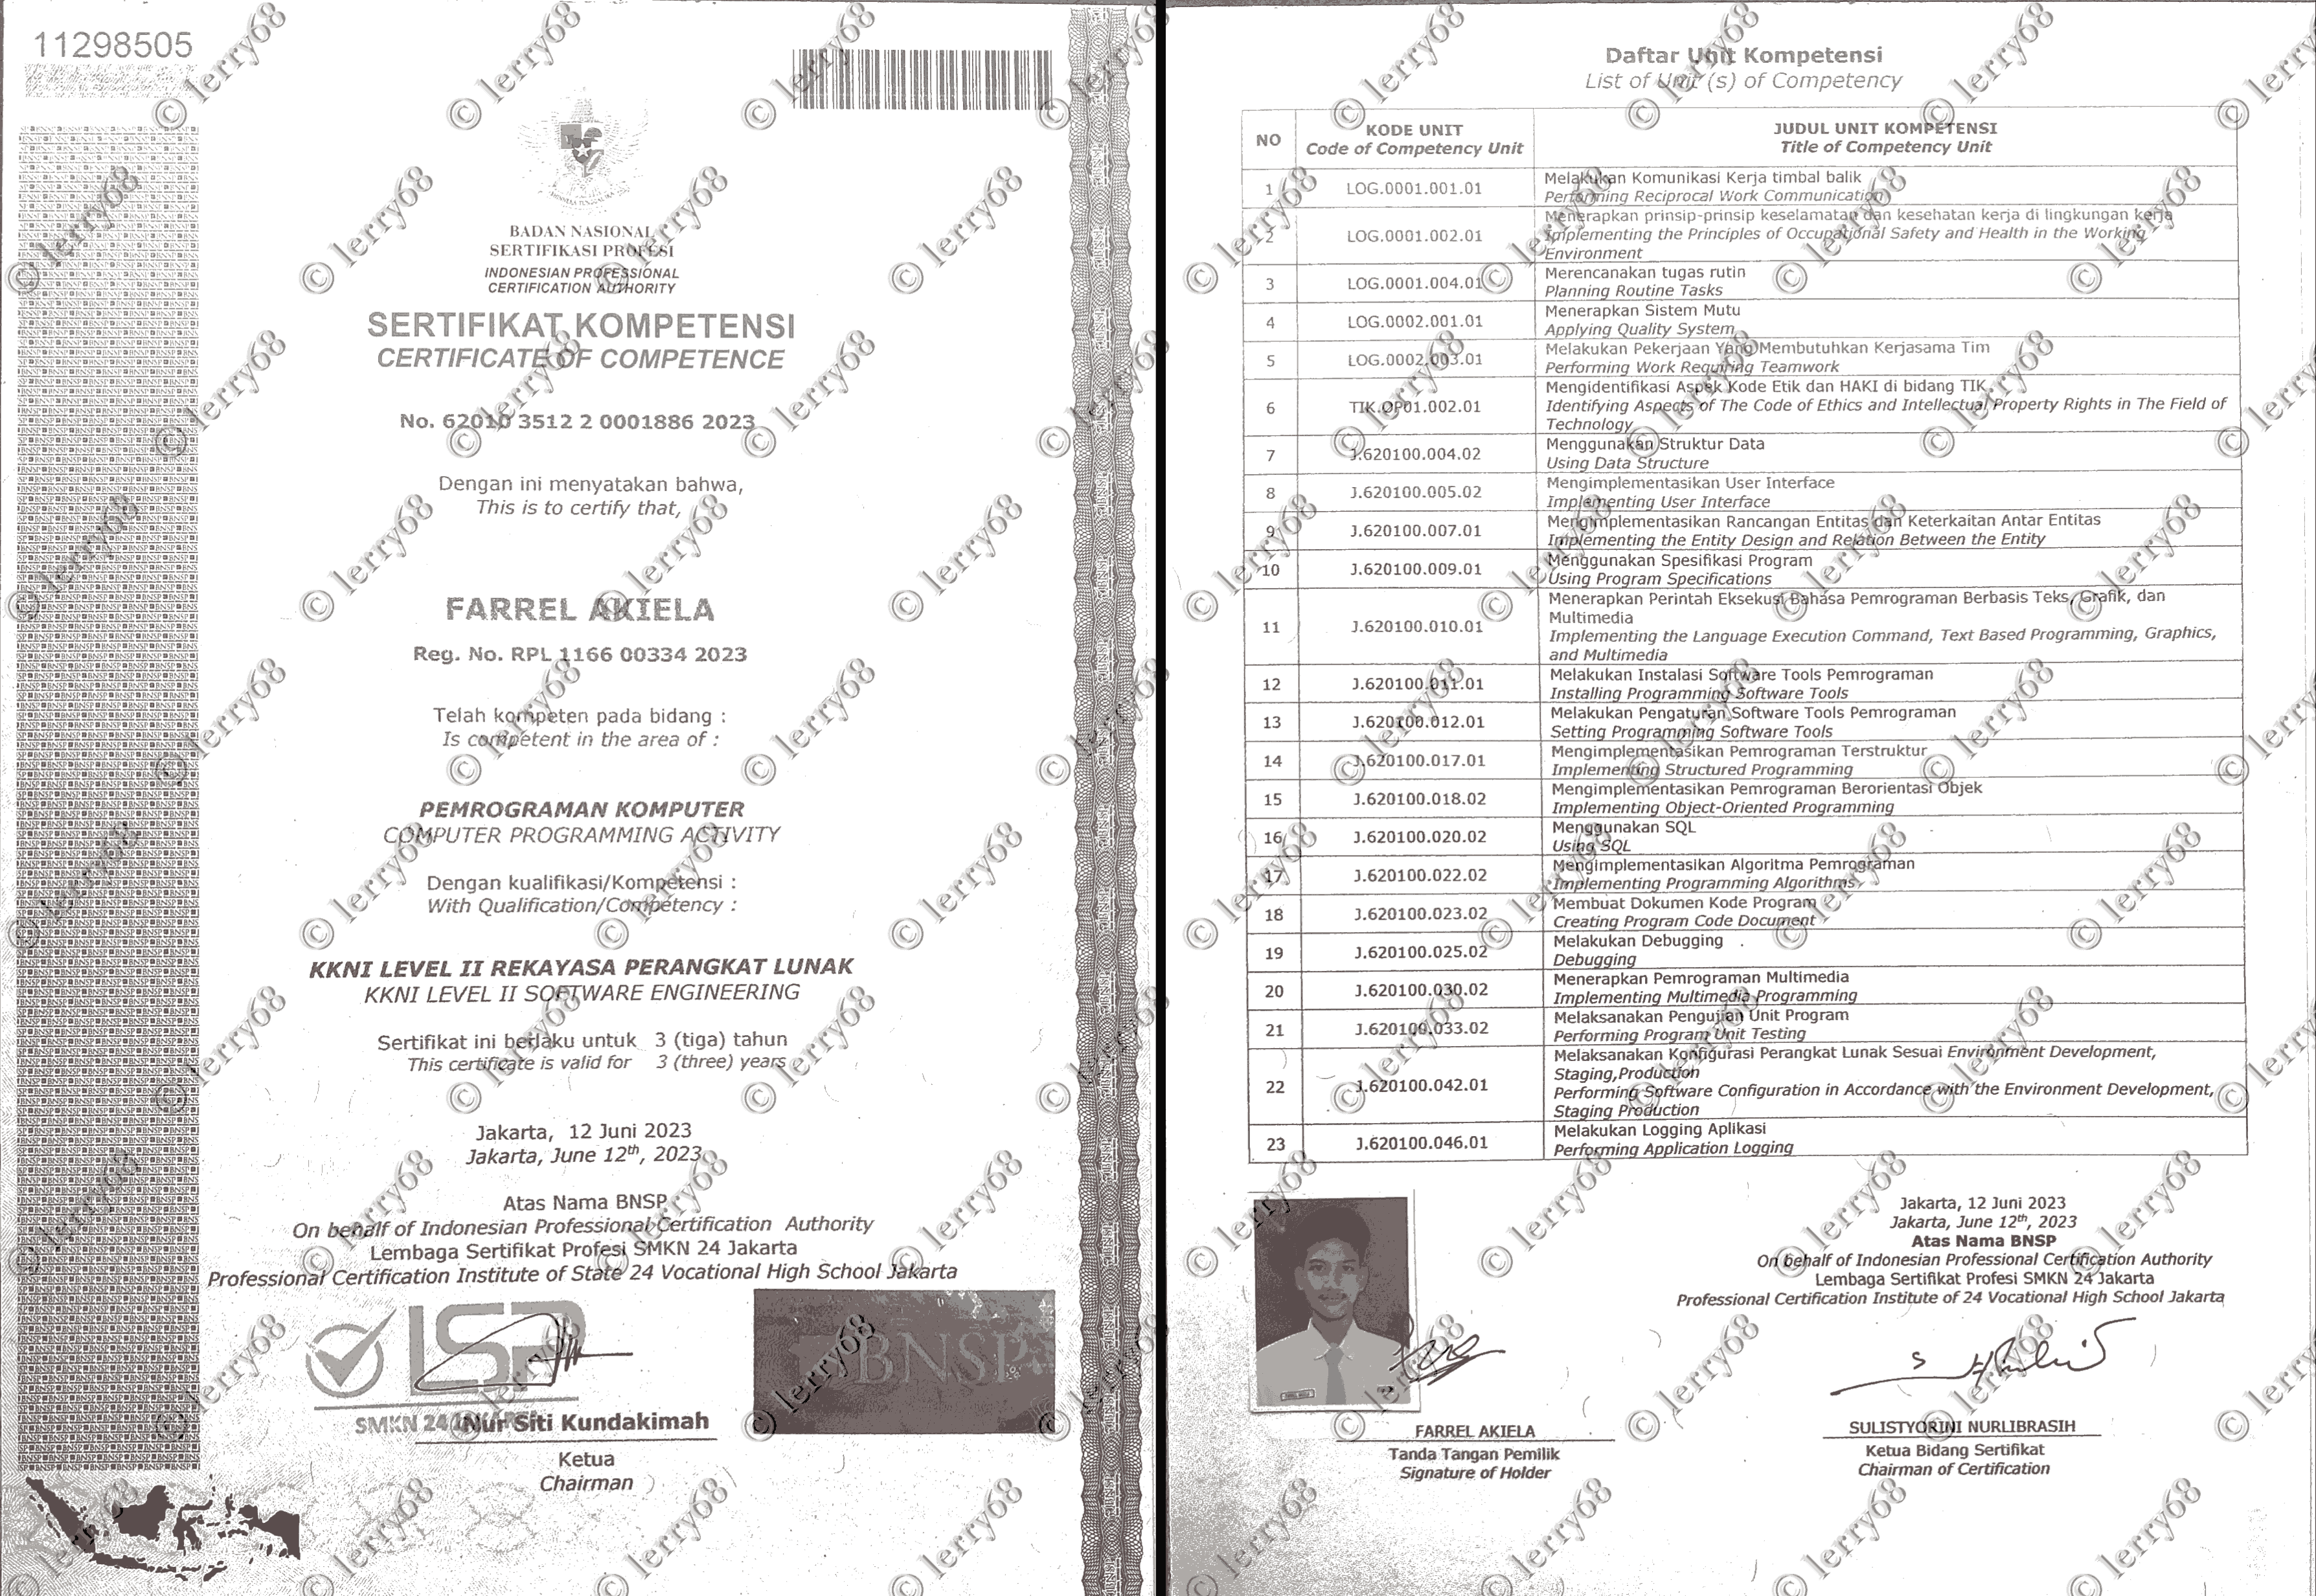 11298505
BADAN NASIONAL
SERTIFIKASI PROFESI
INDONESIAN PROFESSIONAL
CERTIFICATION AUTHORITY
SERTIFIKAT KOMPETENSI
CERTIFICATE OF COMPETENCE
No. 62010 3512 2 0001886 2023
Dengan ini menyatakan bahwa,
This is to certify that,
FARREL AKIELA
Reg. No. RPL 1166 00334 2023
Telah kompeten pada bidang :
Is competent in the area of :
PEMROGRAMAN KOMPUTER
COMPUTER PROGRAMMING ACTIVITY
Dengan kualifikasi/Kompetensi :
With Qualification/Competency :
KKNI LEVEL II REKAYASA PERANGKAT LUNAK
KKNI LEVEL II SOFTWARE ENGINEERING
Sertifikat ini berlaku untuk 3 (tiga) tahun
This certificate is valid for 3 (three) years
Jakarta, 12 Juni 2023
Jakarta, June 12th, 2023
Atas Nama BNSP
On behalf of Indonesian Professional Certification Authority
Lembaga Sertifikat Profesi SMKN 24 Jakarta
Professional Certification Institute of State 24 Vocational High School Jakarta
LSP
BNSP
SMKN 24 Nur Siti Kundakimah
Ketua
Chairman
Daftar Unit Kompetensi
List of Unit (s) of Competency
NO KODE UNIT Code of Competency Unit JUDUL UNIT KOMPETENSI Title of Competency Unit
1 LOG.0001.001.01 Melakukan Komunikasi Kerja timbal balik
Performing Reciprocal Work Communication
2 LOG.0001.002.01 Menerapkan prinsip-prinsip keselamatan dan kesehatan kerja di lingkungan kerja
Implementing the Principles of Occupational Safety and Health in the Working
Environment
3 LOG.0001.004.01 Merencanakan tugas rutin
Planning Routine Tasks
4 LOG.0002.001.01 Menerapkan Sistem Mutu
Applying Quality System
5 LOG.0002.003.01 Melakukan Pekerjaan Yang Membutuhkan Kerjasama Tim
Performing Work Requiring Teamwork
6 TIK.OP01.002.01 Mengidentifikasi Aspek Kode Etik dan HAKI di bidang TIK
Identifying Aspects of The Code of Ethics and Intellectual Property Rights in The Field of
Technology
7 J.620100.004.02 Menggunakan Struktur Data
Using Data Structure
8 J.620100.005.02 Mengimplementasikan User Interface
Implementing User Interface
9 J.620100.007.01 Mengimplementasikan Rancangan Entitas dan Keterkaitan Antar Entitas
Implementing the Entity Design and Relation Between the Entity
10 J.620100.009.01 Menggunakan Spesifikasi Program
Using Program Specifications
11 J.620100.010.01 Menerapkan Perintah Eksekusi Bahasa Pemrograman Berbasis Teks, Grafik, dan
Multimedia
Implementing the Language Execution Command, Text Based Programming, Graphics,
and Multimedia
12 J.620100.011.01 Melakukan Instalasi Software Tools Pemrograman
Installing Programming Software Tools
13 J.620100.012.01 Melakukan Pengaturan Software Tools Pemrograman
Setting Programming Software Tools
14 J.620100.017.01 Mengimplementasikan Pemrograman Terstruktur
Implementing Structured Programming
15 J.620100.018.02 Mengimplementasikan Pemrograman Berorientasi Objek
Implementing Object-Oriented Programming
16 J.620100.020.02 Menggunakan SQL
Using SQL
17 J.620100.022.02 Mengimplementasikan Algoritma Pemrograman
Implementing Programming Algorithms
18 J.620100.023.02 Membuat Dokumen Kode Program
Creating Program Code Document
19 J.620100.025.02 Melakukan Debugging
Debugging
20 J.620100.030.02 Menerapkan Pemrograman Multimedia
Implementing Multimedia Programming
21 J.620100.033.02 Melaksanakan Pengujian Unit Program
Performing Program Unit Testing
22 J.620100.042.01 Melaksanakan Konfigurasi Perangkat Lunak Sesuai Environment Development,
Staging,Production
Performing Software Configuration in Accordance with the Environment Development,
Staging Production
23 J.620100.046.01 Melakukan Logging Aplikasi
Performing Application Logging
Jakarta, 12 Juni 2023
Jakarta, June 12th, 2023
Atas Nama BNSP
On behalf of Indonesian Professional Certification Authority
Lembaga Sertifikat Profesi SMKN 24 Jakarta
Professional Certification Institute of 24 Vocational High School Jakarta
FARREL AKIELA
Tanda Tangan Pemilik
Signature of Holder
SULISTYORINI NURLIBRASIH
Ketua Bidang Sertifikat
Chairman of Certification
© lerry68